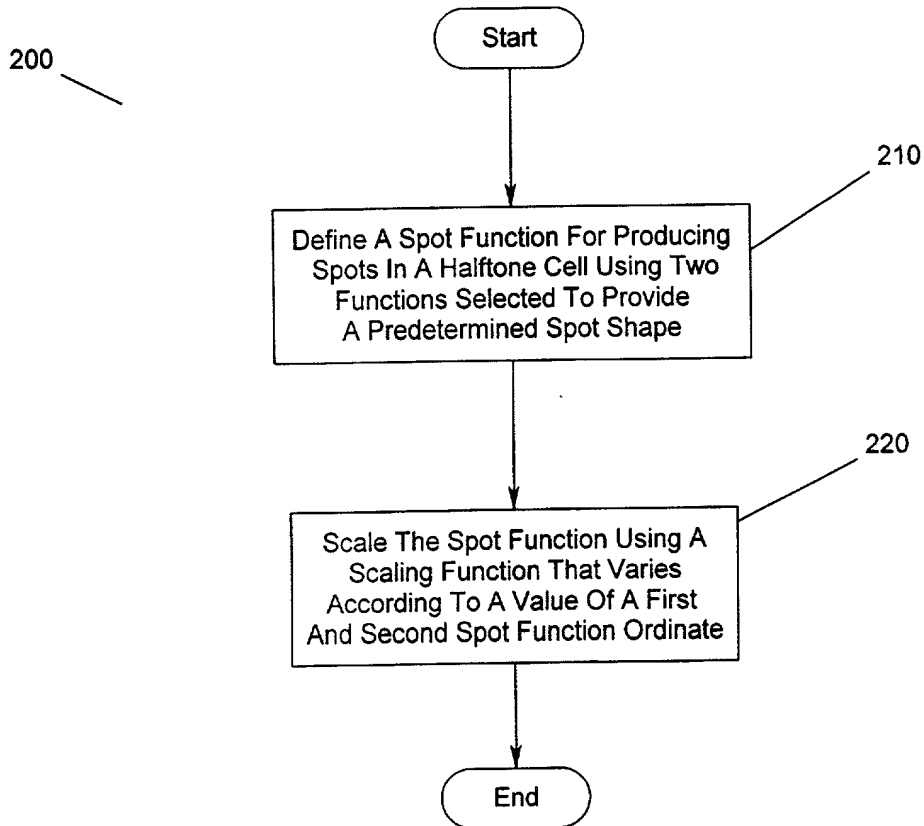 Start
200
210
Define A Spot Function For Producing
Spots In A Halftone Cell Using Two
Functions Selected To Provide
A Predetermined Spot Shape
220
Scale The Spot Function Using A
Scaling Function That Varies
According To A Value Of A First
And Second Spot Function Ordinate
End